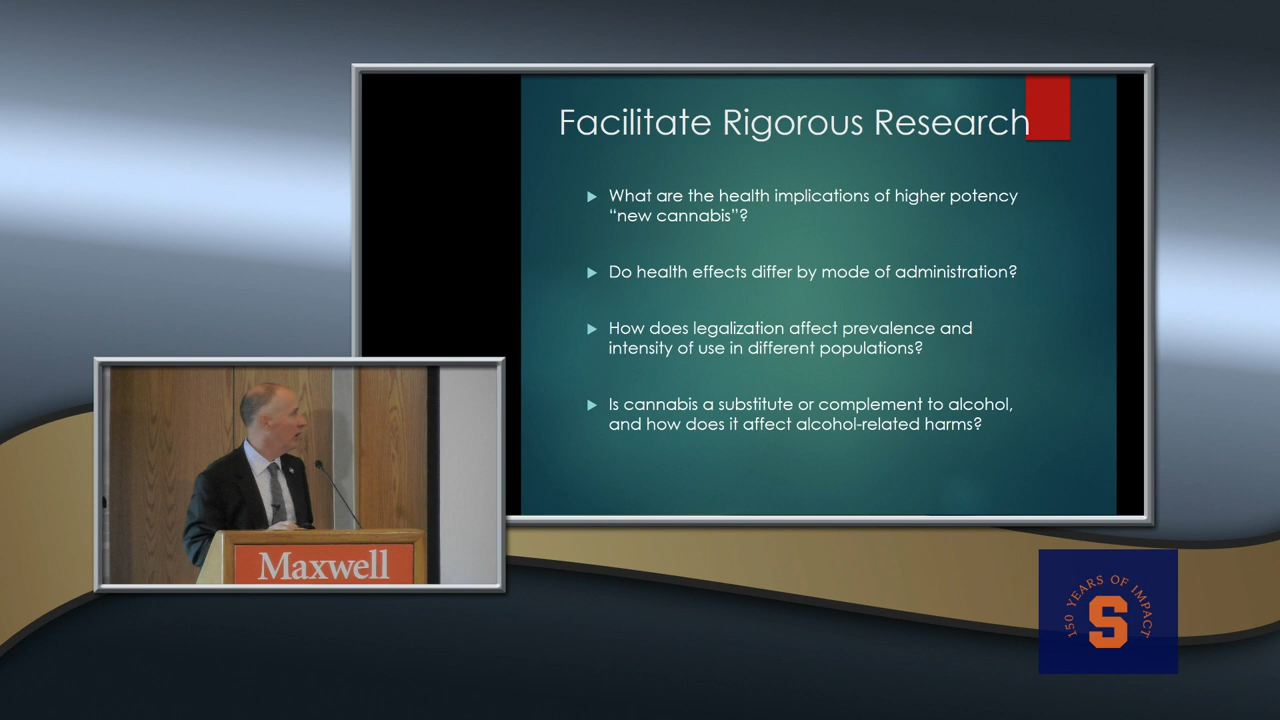 Facilitate Rigorous Research
What are the health implications of higher potency
“new cannabis”?
Do health effects differ by mode of administration?
How does legalization affect prevalence and
intensity of use in different populations?
Is cannabis a substitute or complement to alcohol,
and how does it affect alcohol-related harms?
Maxwell
150 YEARS OF IMPACT
S